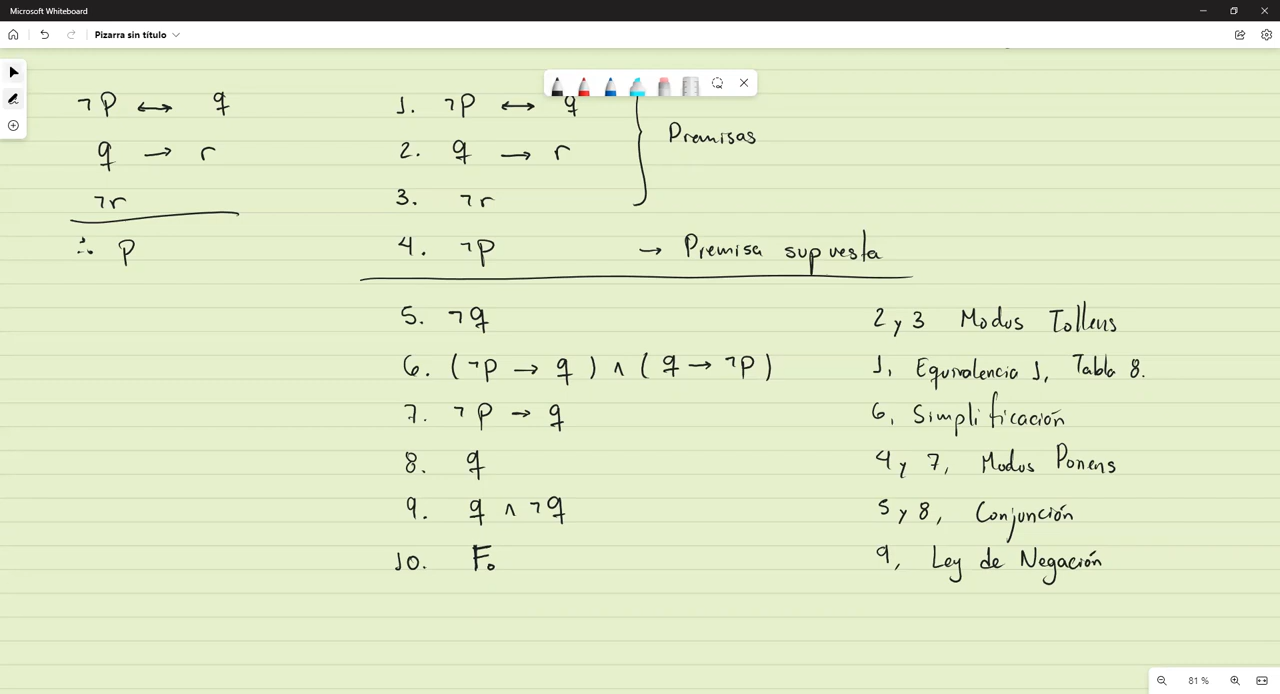 Microsoft Whiteboard
Pizarra sin título
¬p ↔ q
q → r
¬r
∴ p
1. ¬p ↔ q
2. q → r
3. ¬r
Premisas
4. ¬p → Premisa supuesta
5. ¬q 2 y 3 Modus Tollens
6. (¬p → q) ∧ (q → ¬p) 1, Equivalencia 1, Tabla 8.
7. ¬p → q 6, Simplificación
8. q 4 y 7, Modus Ponens
9. q ∧ ¬q 5 y 8, Conjunción
10. F₀ 9, Ley de Negación
81 %